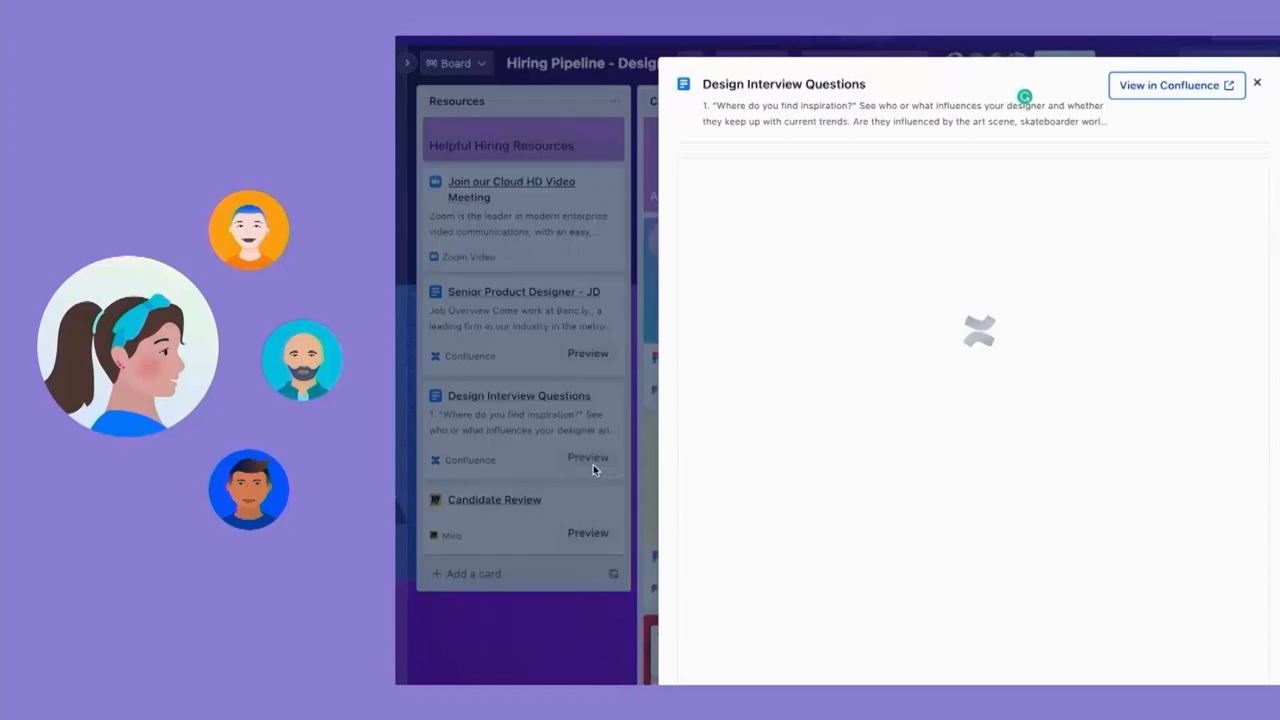 Board
Hiring Pipeline - Desig
Resources
Helpful Hiring Resources
Join our Cloud HD Video
Meeting
Zoom is the leader in modern enterprise
video communications, with an easy,...
Zoom Video
Senior Product Designer - JD
Job Overview Come work at Banc.ly., a
leading firm in our industry in the metro...
Confluence
Preview
Design Interview Questions
1. "Where do you find inspiration?" See
who or what influences your designer an...
Confluence
Preview
Candidate Review
Miro
Preview
+ Add a card
C
A
Design Interview Questions
1. "Where do you find inspiration?" See who or what influences your designer and whether
they keep up with current trends. Are they influenced by the art scene, skateboarder worl...
View in Confluence